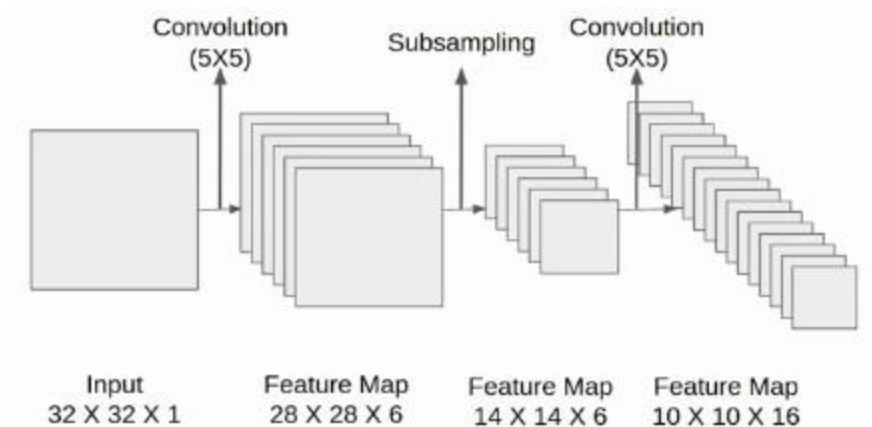 Convolution
(5X5)
Subsampling
Convolution
(5X5)
Input
32 X 32 X 1
Feature Map
28 X 28 X 6
Feature Map
14 X 14 X 6
Feature Map
10 X 10 X 16